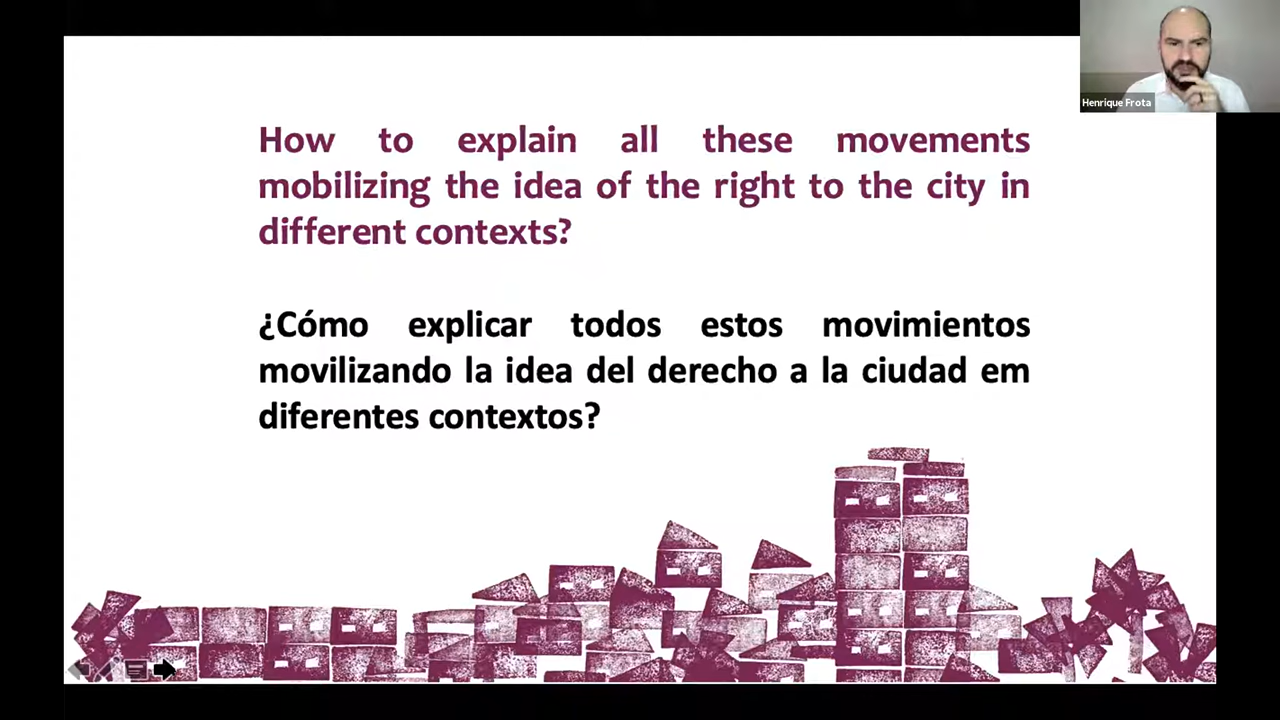 How to explain all these movements
mobilizing the idea of the right to the city in
different contexts?
¿Cómo explicar todos estos movimientos
movilizando la idea del derecho a la ciudad em
diferentes contextos?
Henrique Frota